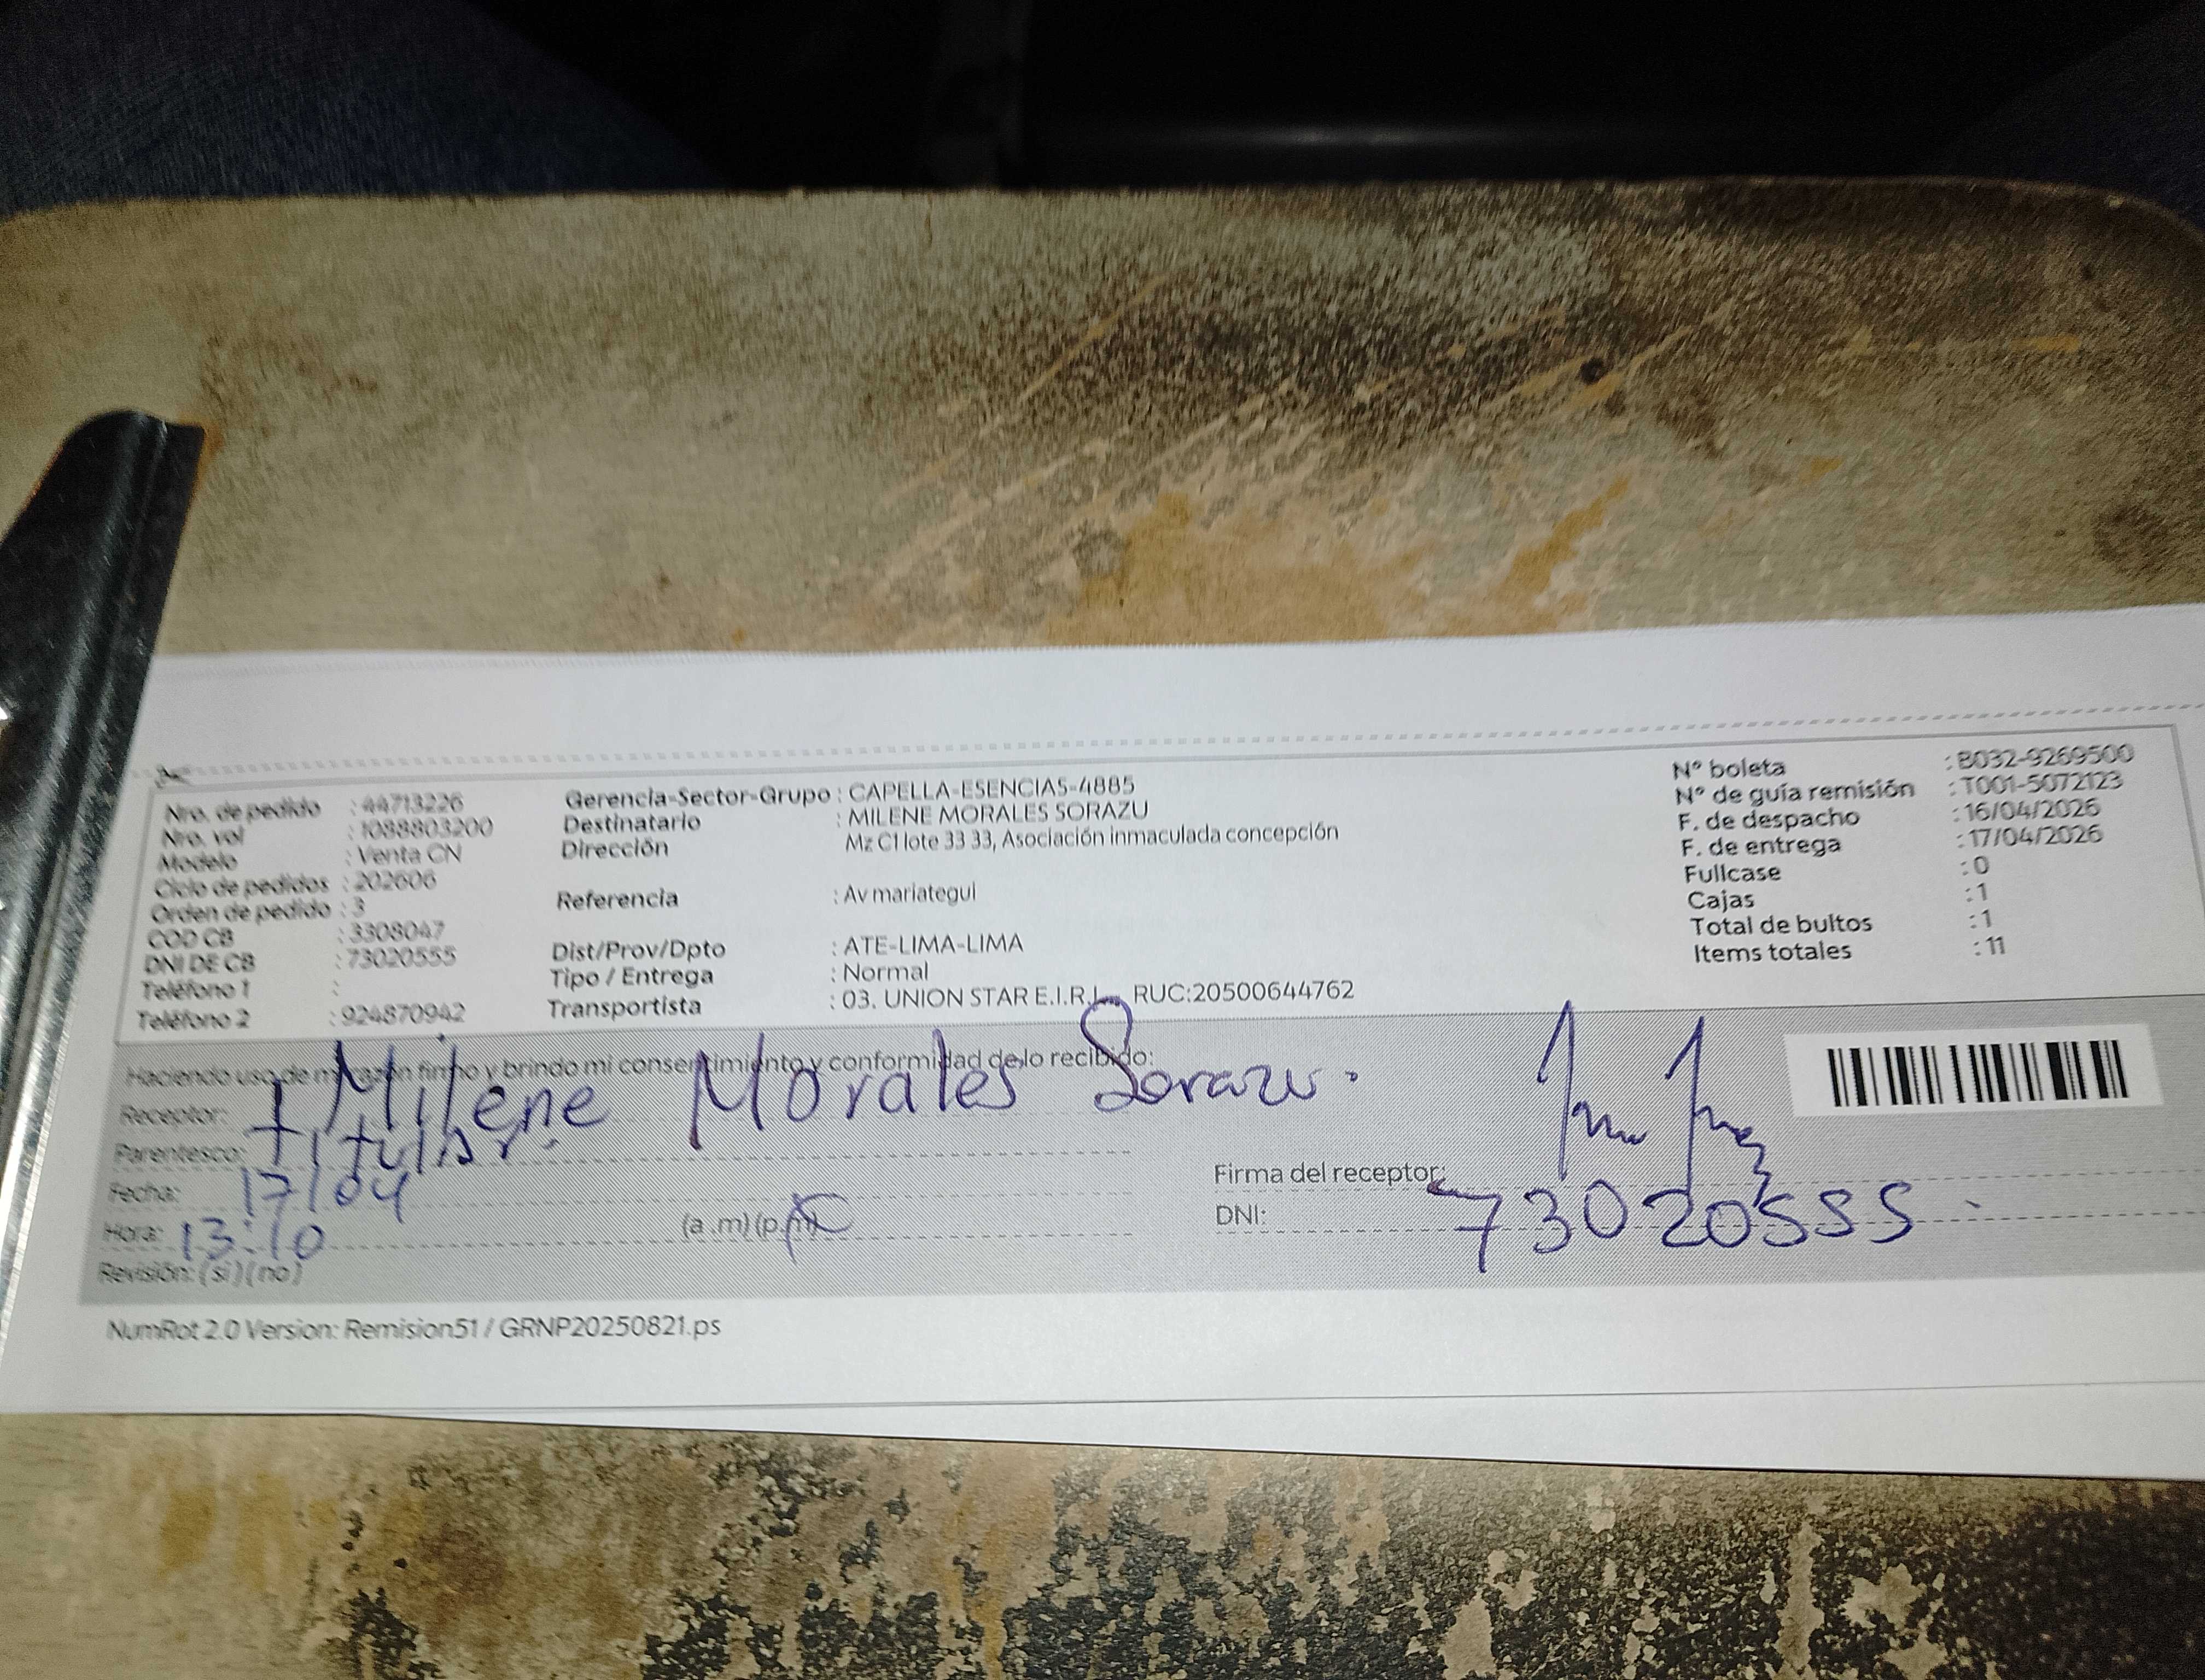 Nro. de pedido : 44713226
Nro. vol : 1088803200
Modelo : Venta CN
Ciclo de pedidos : 202606
Orden de pedido : 3
COD CB : 3308047
DNI DE CB : 73020555
Teléfono 1 :
Teléfono 2 : 924870942
Gerencia-Sector-Grupo : CAPELLA-ESENCIAS-4885
Destinatario : MILENE MORALES SORAZU
Dirección Mz C1 lote 33 33, Asociación inmaculada concepción
Referencia : Av mariategui
Dist/Prov/Dpto : ATE-LIMA-LIMA
Tipo / Entrega : Normal
Transportista : 03. UNION STAR E.I.R.L. RUC:20500644762
N° boleta : B032-9269500
N° de guía remisión : T001-5072123
F. de despacho : 16/04/2026
F. de entrega : 17/04/2026
Fullcase : 0
Cajas : 1
Total de bultos : 1
Items totales : 11
Haciendo uso de mi razón firmo y brindo mi consentimiento y conformidad de lo recibido:
Receptor: Milene Morales Sorazu.
Parentesco: Titular
Fecha: 17/04
Hora: 13:10 (a.m) (p.m)
Revisión: (si) (no)
Firma del receptor:
DNI: 73020555
NumRot 2.0 Version: Remision51 / GRNP20250821.ps